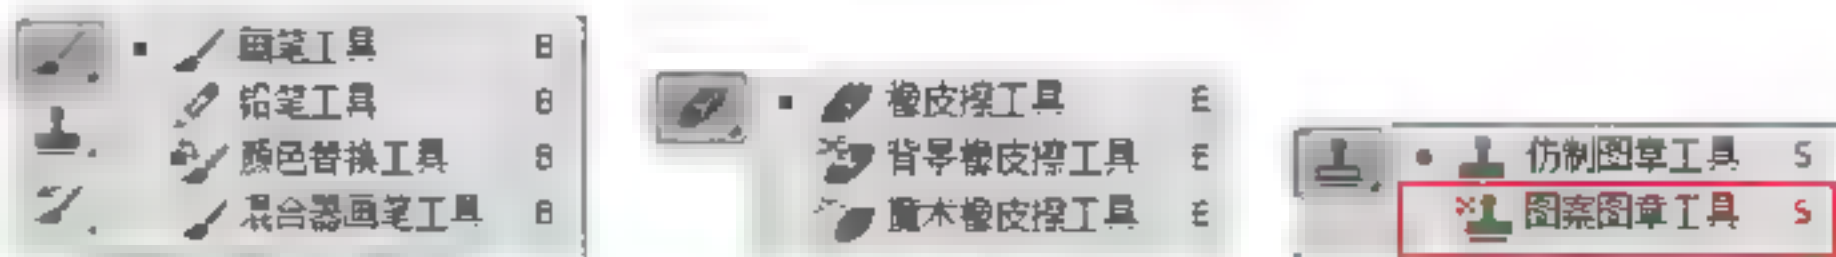 画笔工具 B
铅笔工具 B
颜色替换工具 B
混合器画笔工具 B
橡皮擦工具 E
背景橡皮擦工具 E
魔术橡皮擦工具 E
仿制图章工具 S
图案图章工具 S